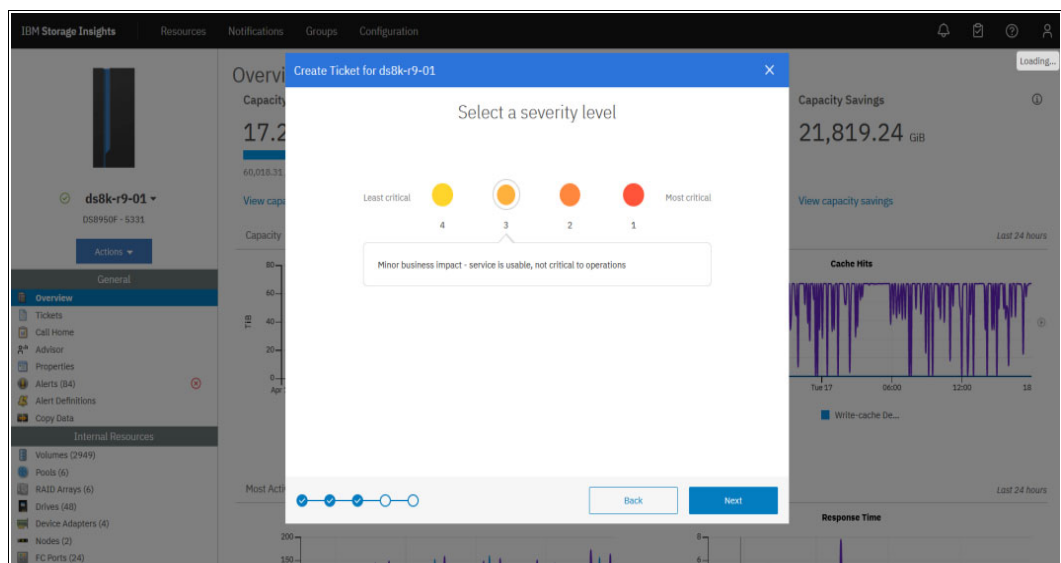 IBM Storage Insights Resources Notifications Groups Configuration
Loading...
ds8k-r9-01
DS8950F - 5331
Actions
General
Overview
Tickets
Call Home
Advisor
Properties
Alerts (84)
Alert Definitions
Copy Data
Internal Resources
Volumes (2949)
Pools (6)
RAID Arrays (6)
Drives (48)
Device Adapters (4)
Nodes (2)
FC Ports (24)
Overvi
Capacity
17.2
60,018.31
View capa
Capacity
80
60
40
20
0
TiB
Apr
Most Acti
200
150
Create Ticket for ds8k-r9-01
Select a severity level
Least critical
Most critical
4 3 2 1
Minor business impact - service is usable, not critical to operations
Back Next
Capacity Savings
21,819.24 GiB
View capacity savings
Last 24 hours
Cache Hits
Tue 17 06:00 12:00 18
Write-cache De...
Last 24 hours
Response Time
8
6